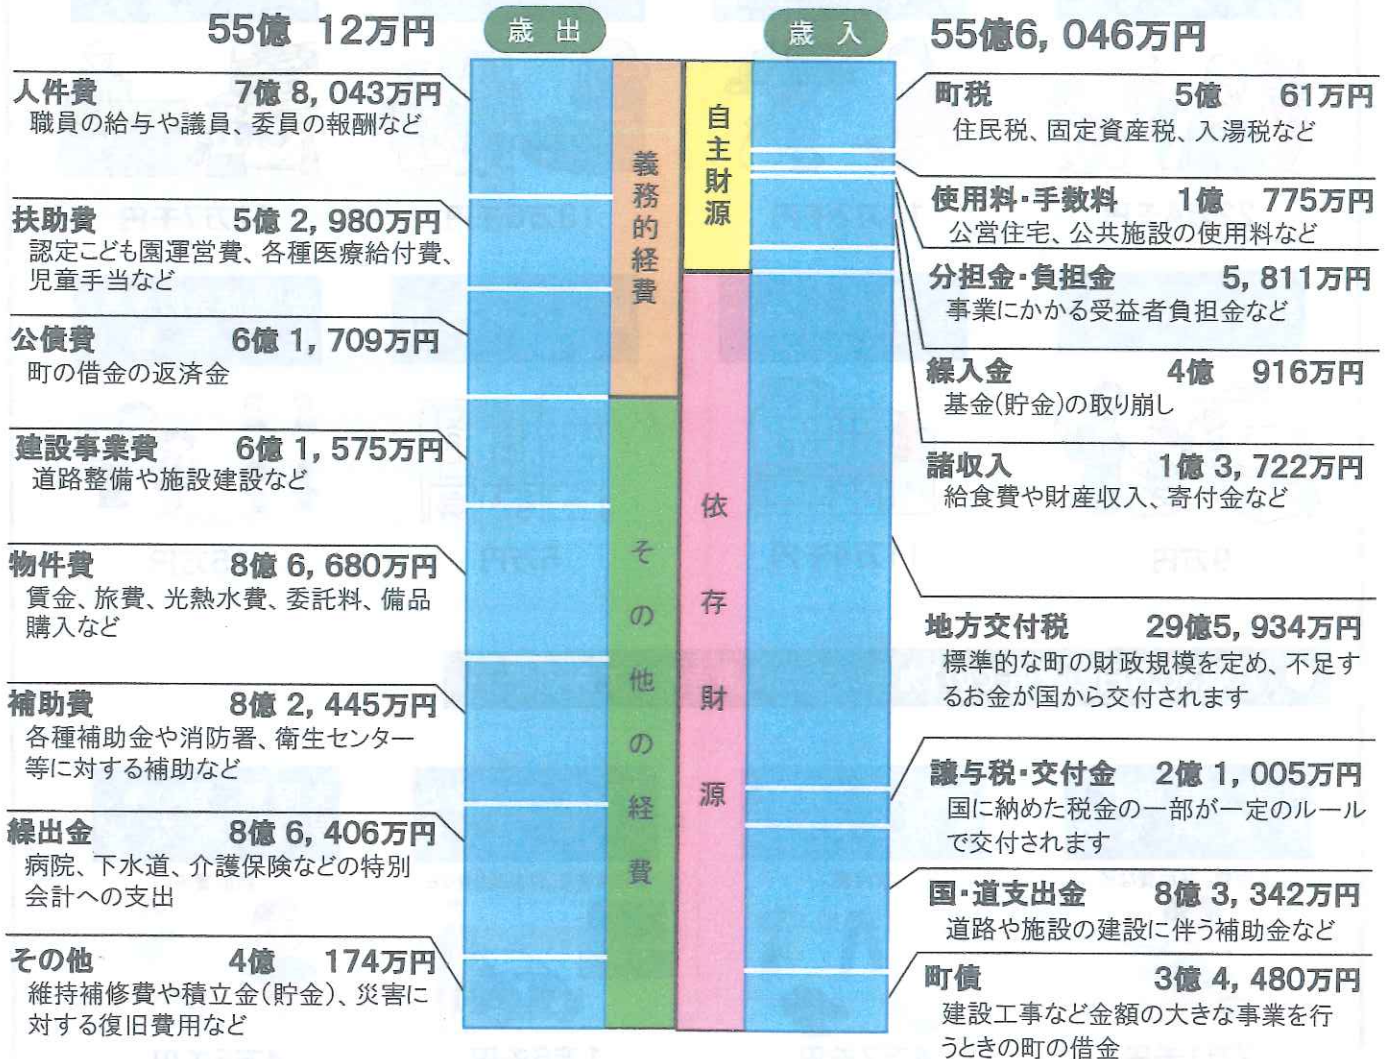 55億 12万円
歳出
歳入
55億6,046万円
人件費 7億 8,043万円
職員の給与や議員、委員の報酬など
扶助費 5億 2,980万円
認定こども園運営費、各種医療給付費、
児童手当など
公債費 6億 1,709万円
町の借金の返済金
建設事業費 6億 1,575万円
道路整備や施設建設など
物件費 8億 6,680万円
賃金、旅費、光熱水費、委託料、備品
購入など
補助費 8億 2,445万円
各種補助金や消防署、衛生センター
等に対する補助など
繰出金 8億 6,406万円
病院、下水道、介護保険などの特別
会計への支出
その他 4億 174万円
維持補修費や積立金(貯金)、災害に
対する復旧費用など
義務的経費
その他の経費
自主財源
依存財源
町税 5億 61万円
住民税、固定資産税、入湯税など
使用料・手数料 1億 775万円
公営住宅、公共施設の使用料など
分担金・負担金 5,811万円
事業にかかる受益者負担金など
繰入金 4億 916万円
基金(貯金)の取り崩し
諸収入 1億 3,722万円
給食費や財産収入、寄付金など
地方交付税 29億5,934万円
標準的な町の財政規模を定め、不足す
るお金が国から交付されます
譲与税・交付金 2億 1,005万円
国に納めた税金の一部が一定のルール
で交付されます
国・道支出金 8億 3,342万円
道路や施設の建設に伴う補助金など
町債 3億 4,480万円
建設工事など金額の大きな事業を行
うときの町の借金